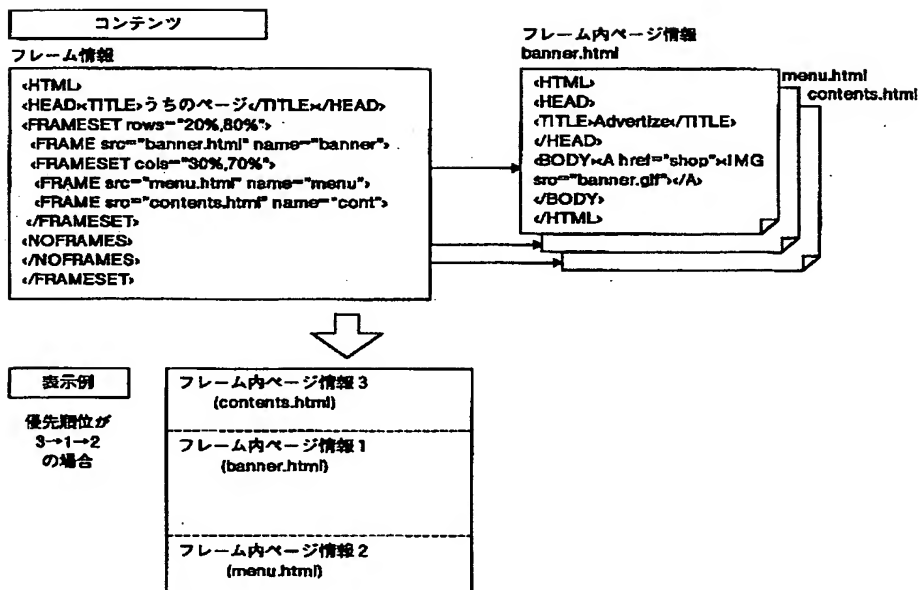 コンテンツ
フレーム情報
<HTML>
<HEAD><TITLE>うちのページ</TITLE></HEAD>
<FRAMESET rows="20%,80%">
<FRAME src="banner.html" name="banner">
<FRAMESET cols="30%,70%">
<FRAME src="menu.html" name="menu">
<FRAME src="contents.html" name="cont">
</FRAMESET>
<NOFRAMES>
</NOFRAMES>
</FRAMESET>
フレーム内ページ情報
banner.html
menu.html
contents.html
<HTML>
<HEAD>
<TITLE>Advertize</TITLE>
</HEAD>
<BODY><A href="shop"><IMG
src="banner.gif"></A>
</BODY>
</HTML>
表示例
優先順位が
3→1→2
の場合
フレーム内ページ情報3
(contents.html)
フレーム内ページ情報1
(banner.html)
フレーム内ページ情報2
(menu.html)